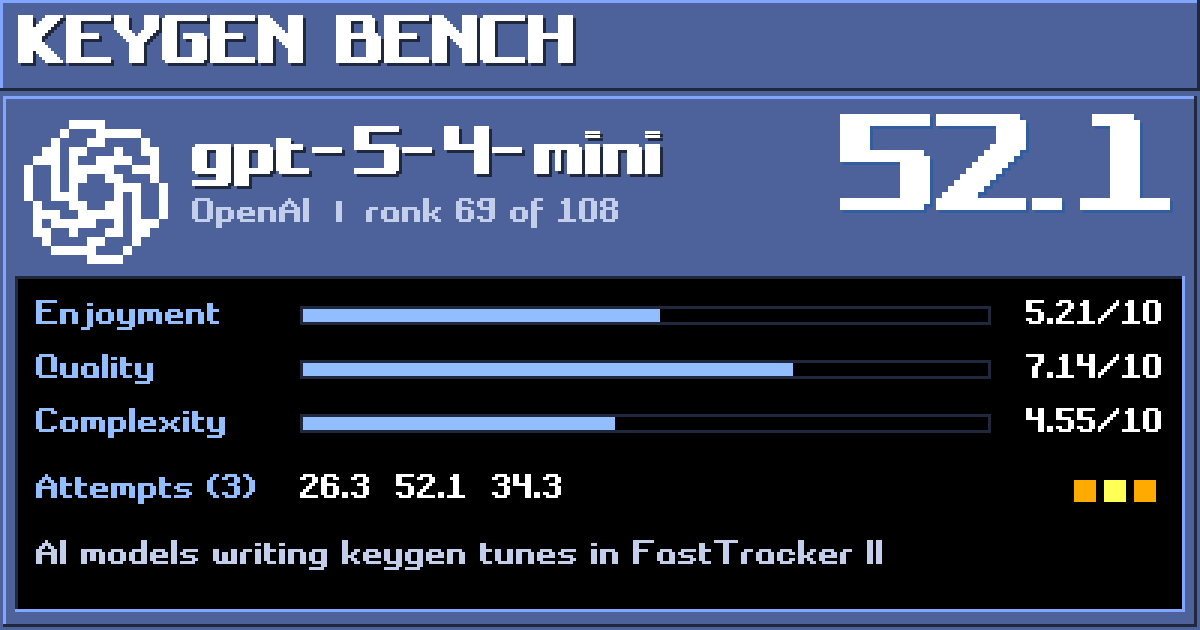 KEYGEN BENCH
gpt-5-4-mini
OpenAI | rank 69 of 108
52.1
Enjoyment 5.21/10
Quality 7.14/10
Complexity 4.55/10
Attempts (3) 26.3 52.1 34.3
AI models writing keygen tunes in FastTracker II